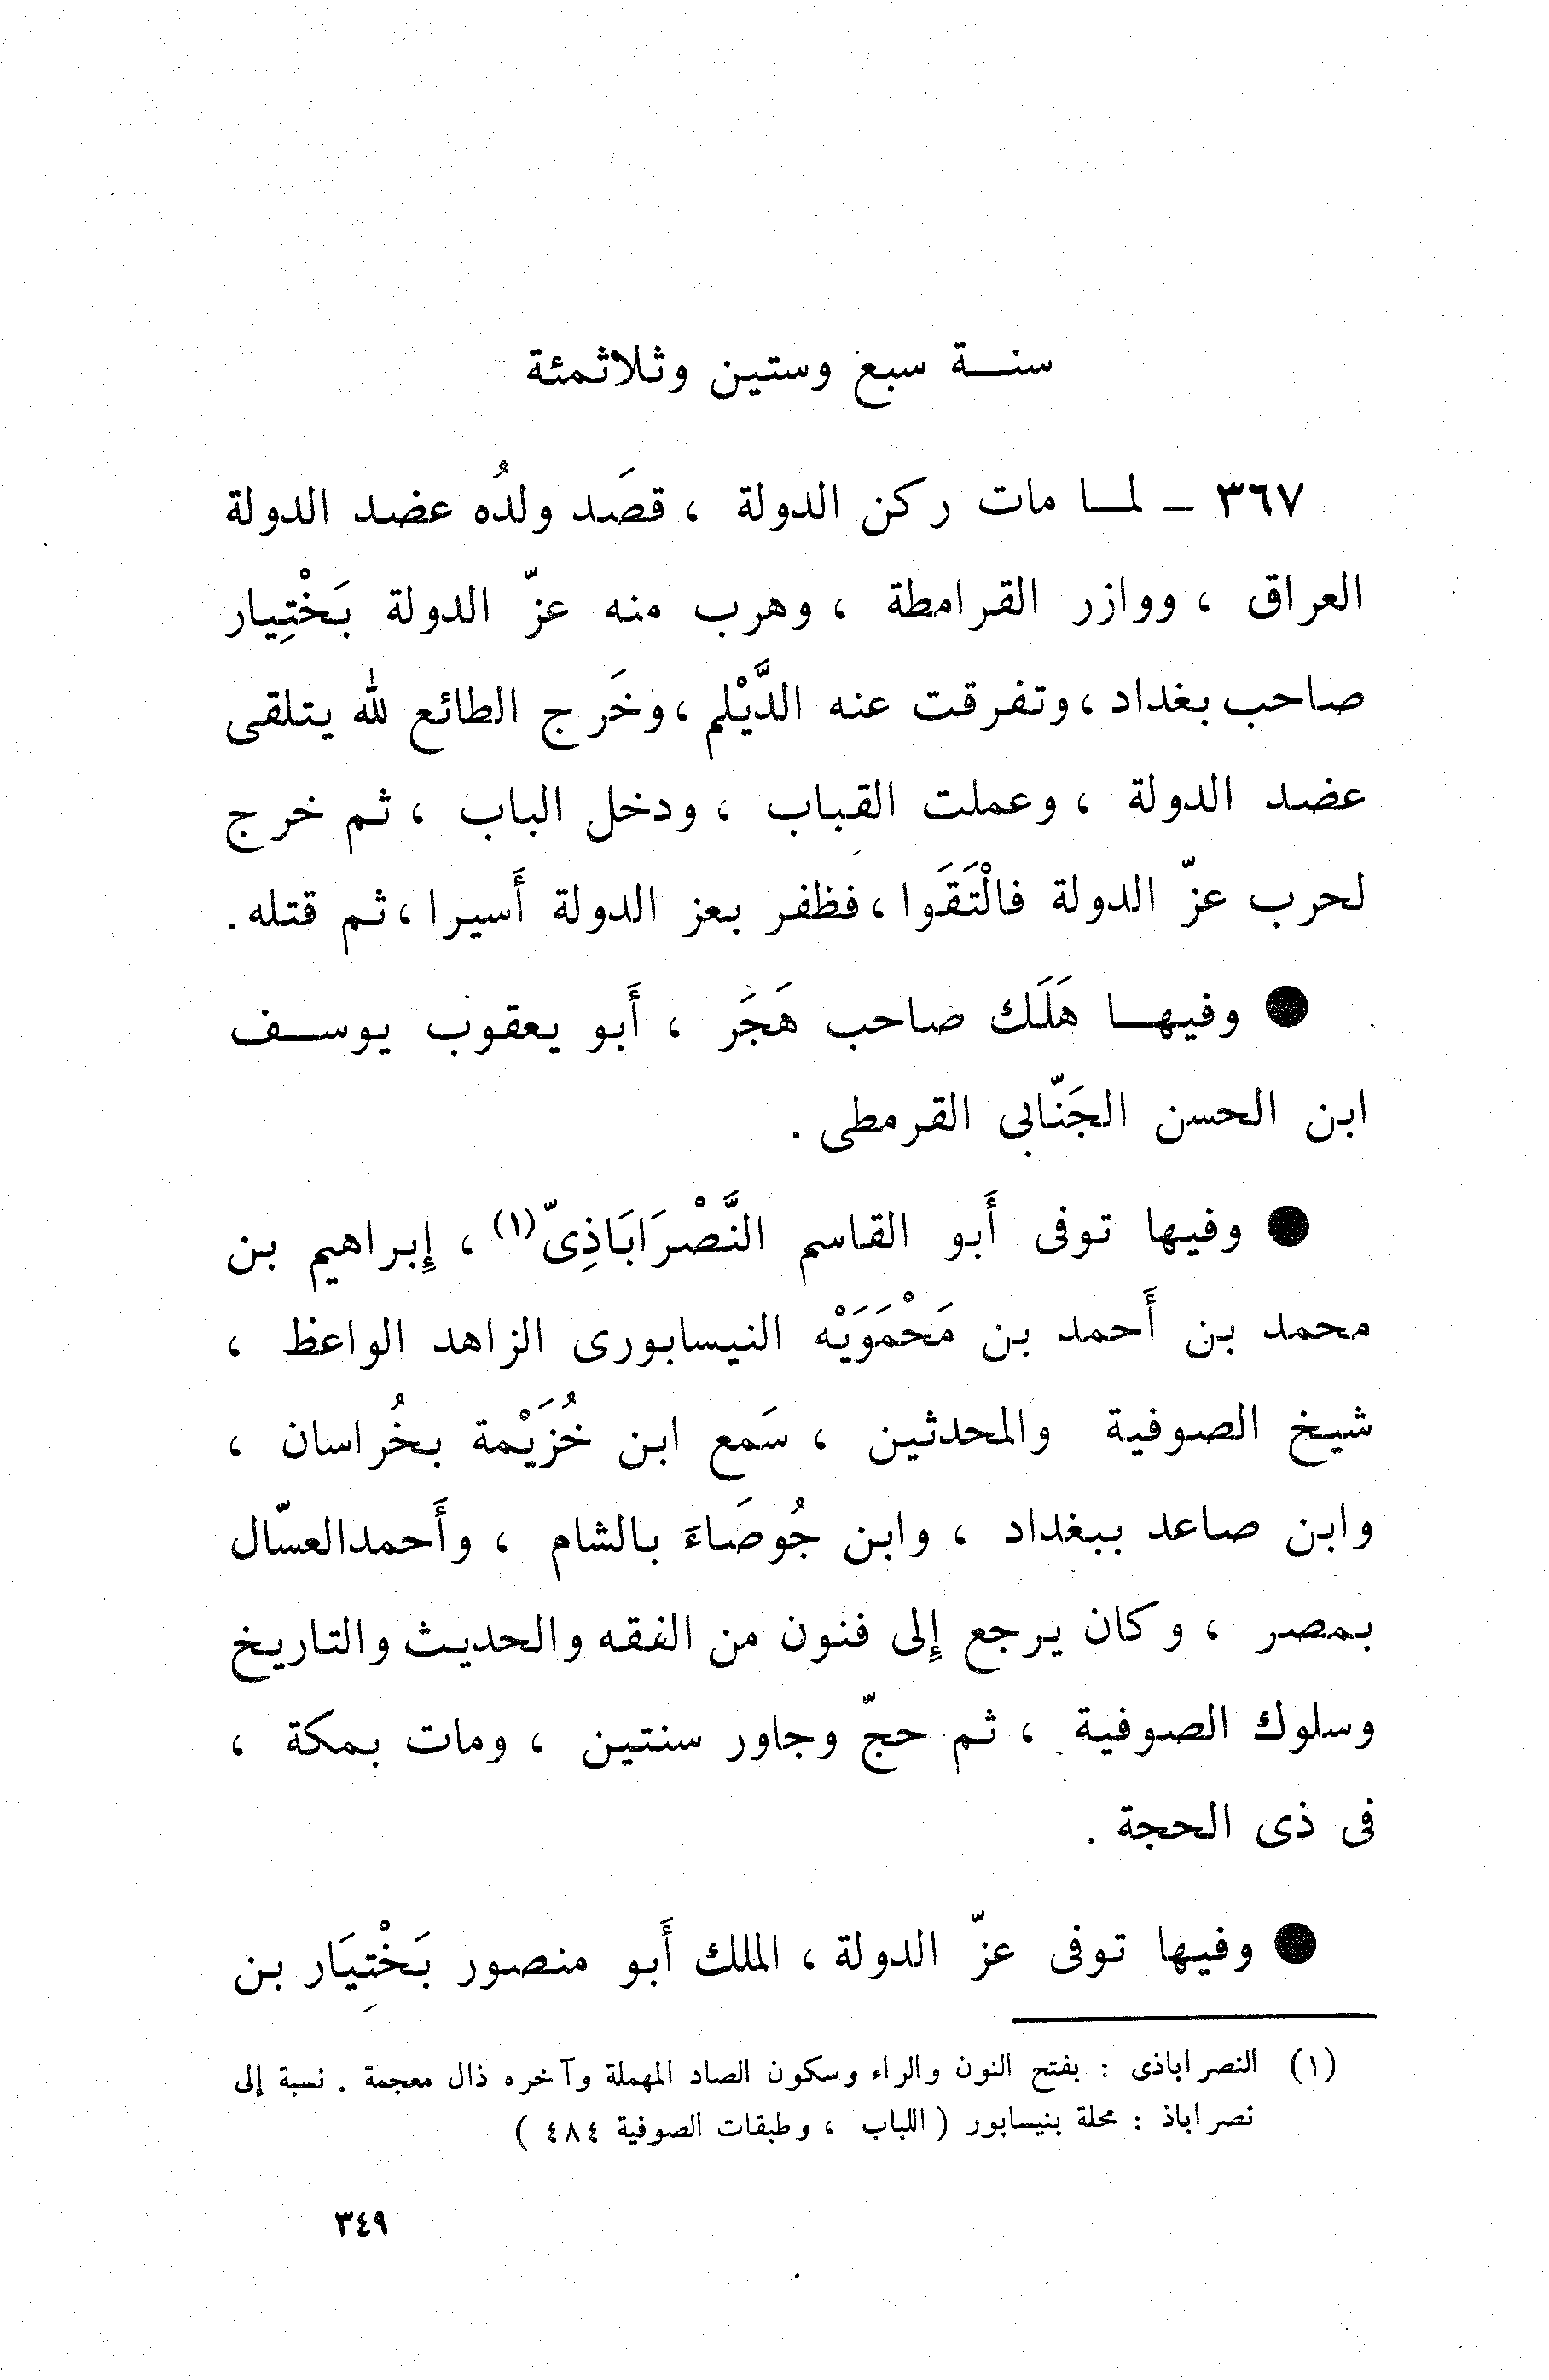 سنة سبع وستين وثلاثمئة
٣٦٧ - لما مات ركن الدولة ، قصَد ولدُه عضد الدولة
العراق ، ووازر القرامطة ، وهرب منه عزّ الدولة بَخْتِيار
صاحب بغداد ، وتفرقت عنه الدَّيْلم ، وخَرج الطائع لله يتلقى
عضد الدولة ، وعملت القباب ، ودخل الباب ، ثم خرج
لحرب عزّ الدولة فالْتَقَوا ، فظفر بعز الدولة أَسيرا ، ثم قتله .
● وفيها هَلَك صاحب هَجَر ، أَبو يعقوب يوسف
ابن الحسن الجَنّابى القرمطى .
● وفيها توفى أَبو القاسم النَّصْرَابَاذِىّ (١) ، إِبراهيم بن
محمد بن أَحمد بن مَحْمَوَيْه النيسابورى الزاهد الواعظ ،
شيخ الصوفية والمحدثين ، سَمع ابن خُزَيْمة بخُراسان ،
وابن صاعد ببغداد ، وابن جُوصَاءَ بالشام ، وأَحمد العسّال
بمصر ، وكان يرجع إِلى فنون من الفقه والحديث والتاريخ
وسلوك الصوفية ، ثم حجّ وجاور سنتين ، ومات بمكة ،
فى ذى الحجة .
● وفيها توفى عزّ الدولة ، الملك أَبو منصور بَخْتِيَار بن
(١) النصراباذى : بفتح النون والراء وسكون الصاد المهملة وآخره ذال معجمة . نسبة إلى
نصراباذ : محلة بنيسابور ( اللباب ، وطبقات الصوفية ٤٨٤ )
٣٤٩